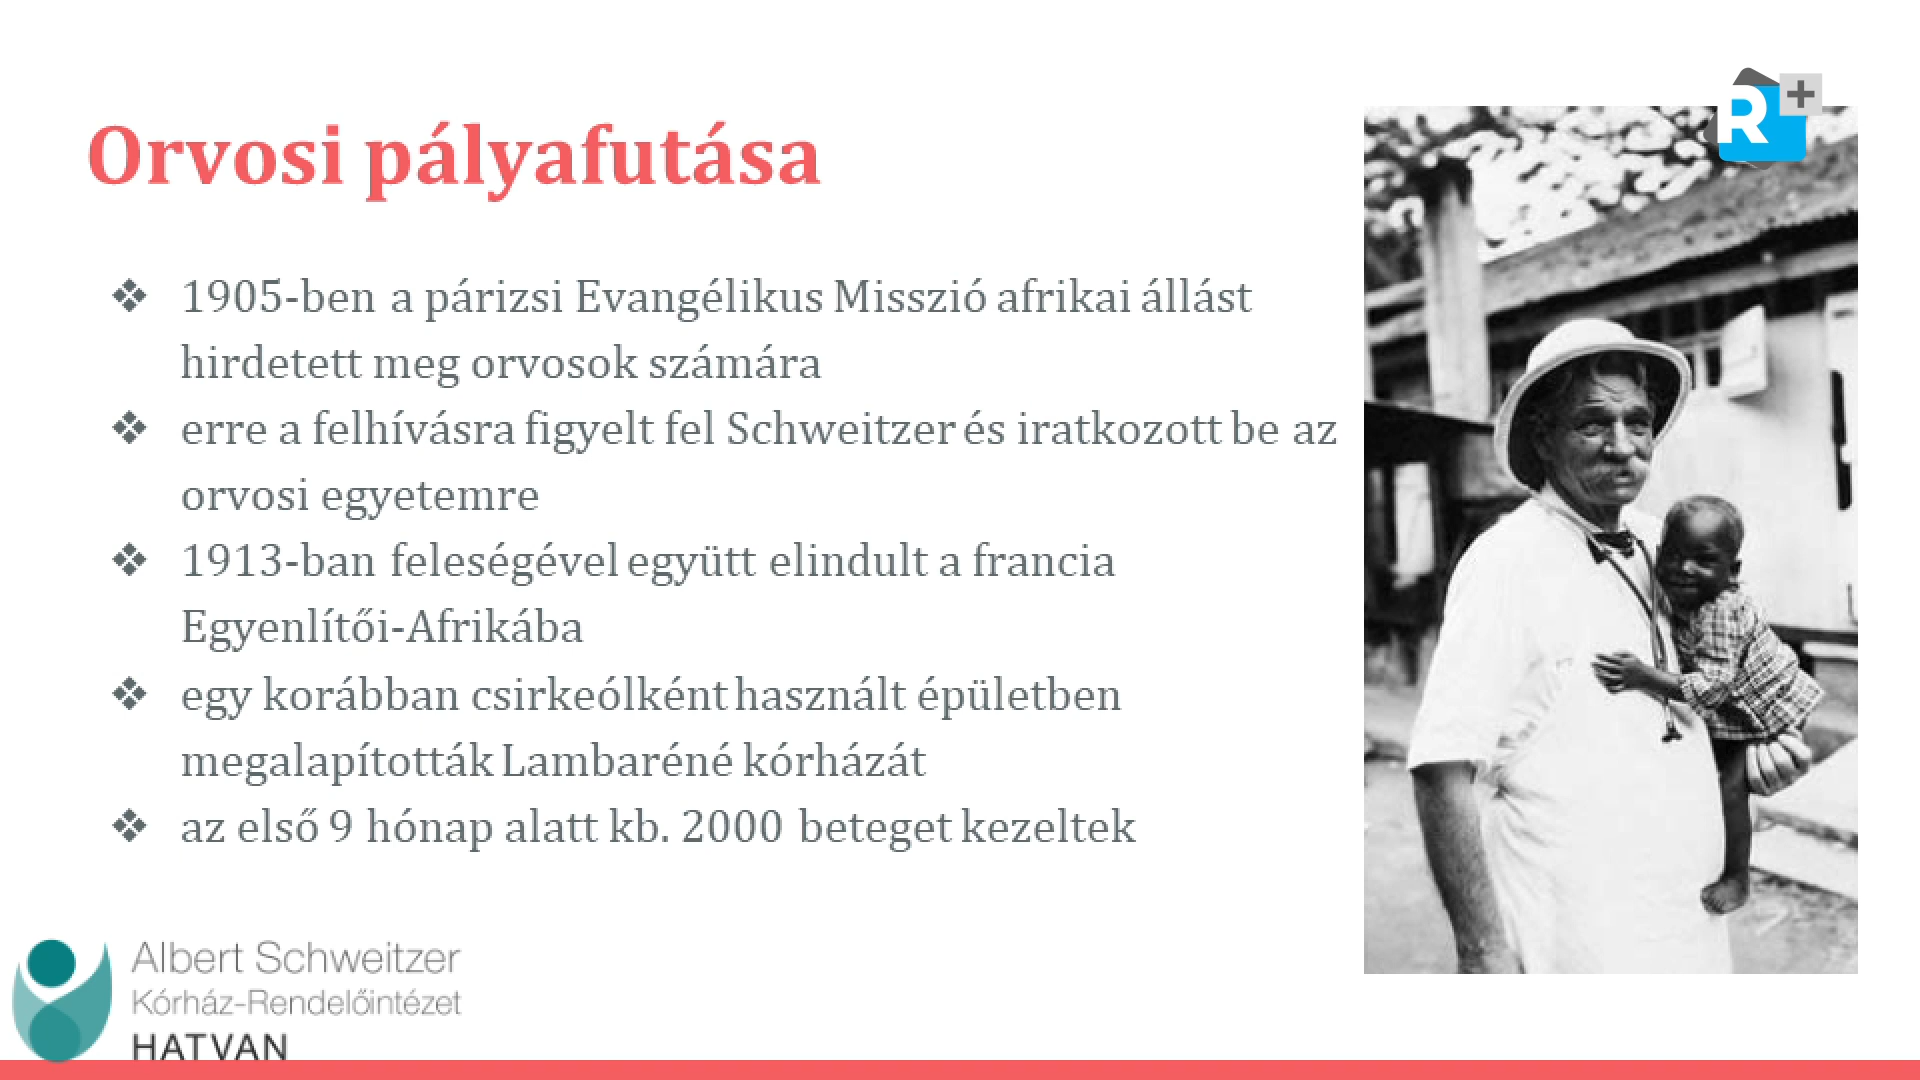 Orvosi pályafutása
❖ 1905-ben a párizsi Evangélikus Misszió afrikai állást
hirdetett meg orvosok számára
❖ erre a felhívásra figyelt fel Schweitzer és iratkozott be az
orvosi egyetemre
❖ 1913-ban feleségével együtt elindult a francia
Egyenlítői-Afrikába
❖ egy korábban csirkeólként használt épületben
megalapították Lambaréné kórházát
❖ az első 9 hónap alatt kb. 2000 beteget kezeltek
R+
Albert Schweitzer
Kórház-Rendelőintézet
HATVAN